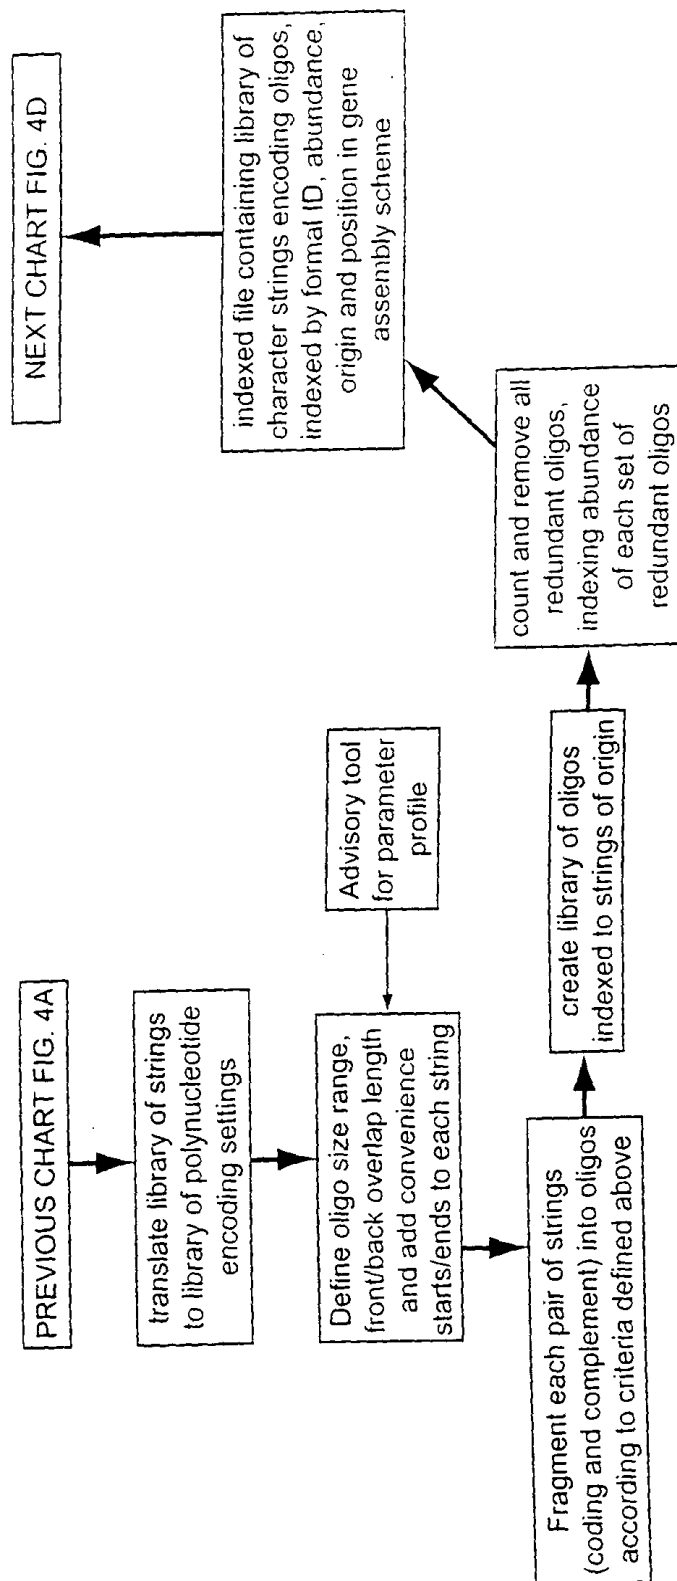 PREVIOUS CHART FIG. 4A
translate library of strings
to library of polynucleotide
encoding settings
Define oligo size range,
front/back overlap length
and add convenience
starts/ends to each string
Advisory tool
for parameter
profile
Fragment each pair of strings
(coding and complement) into oligos
according to criteria defined above
create library of oligos
indexed to strings of origin
count and remove all
redundant oligos,
indexing abundance
of each set of
redundant oligos
indexed file containing library of
character strings encoding oligos,
indexed by formal ID, abundance,
origin and position in gene
assembly scheme
NEXT CHART FIG. 4D